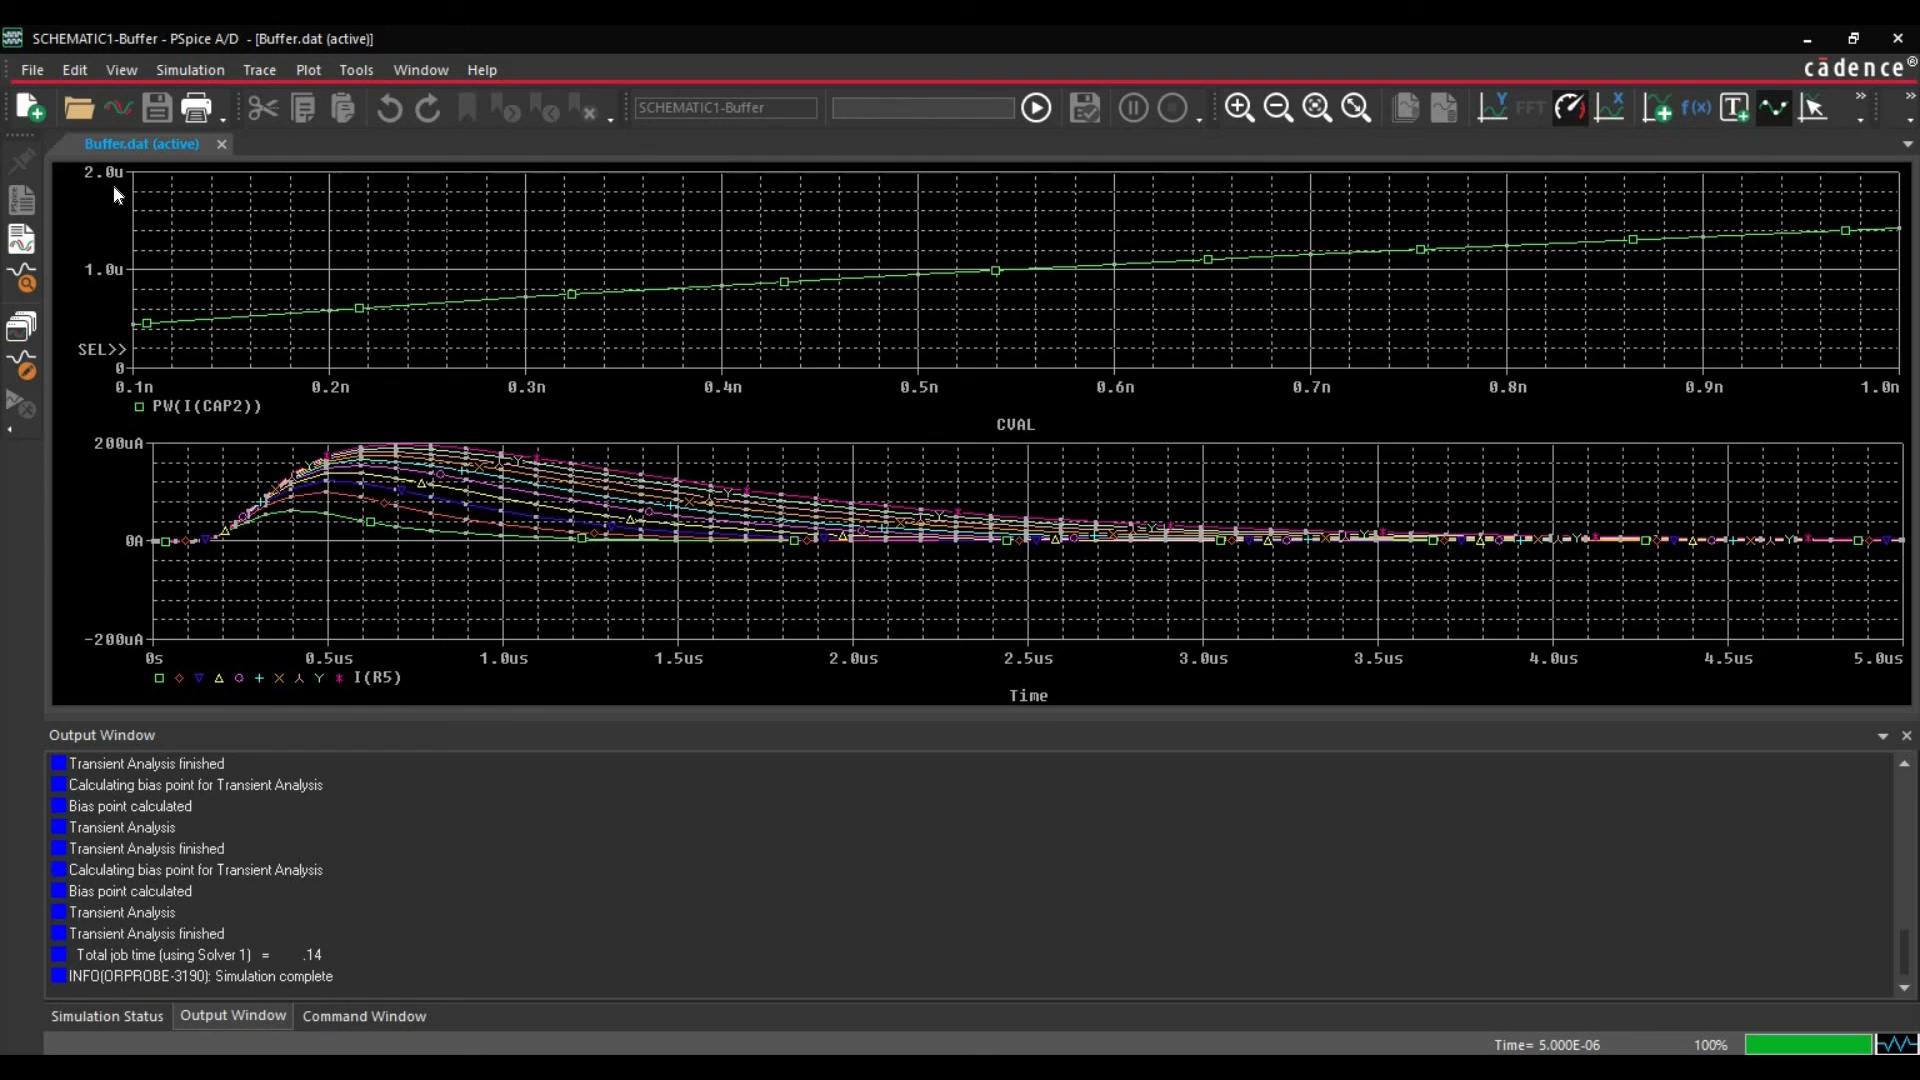 SCHEMATIC1-Buffer - PSpice A/D - [Buffer.dat (active)]
File Edit View Simulation Trace Plot Tools Window Help
cādence®
SCHEMATIC1-Buffer
FFT
f(x)
Buffer.dat (active)
2.0u
1.0u
SEL>>
0
0.1n 0.2n 0.3n 0.4n 0.5n 0.6n 0.7n 0.8n 0.9n 1.0n
PW(I(CAP2))
CVAL
200uA
0A
-200uA
0s 0.5us 1.0us 1.5us 2.0us 2.5us 3.0us 3.5us 4.0us 4.5us 5.0us
I(R5)
Time
Output Window
Transient Analysis finished
Calculating bias point for Transient Analysis
Bias point calculated
Transient Analysis
Transient Analysis finished
Calculating bias point for Transient Analysis
Bias point calculated
Transient Analysis
Transient Analysis finished
Total job time (using Solver 1) = .14
INFO(ORPROBE-3190): Simulation complete
Simulation Status Output Window Command Window
Time= 5.000E-06 100%